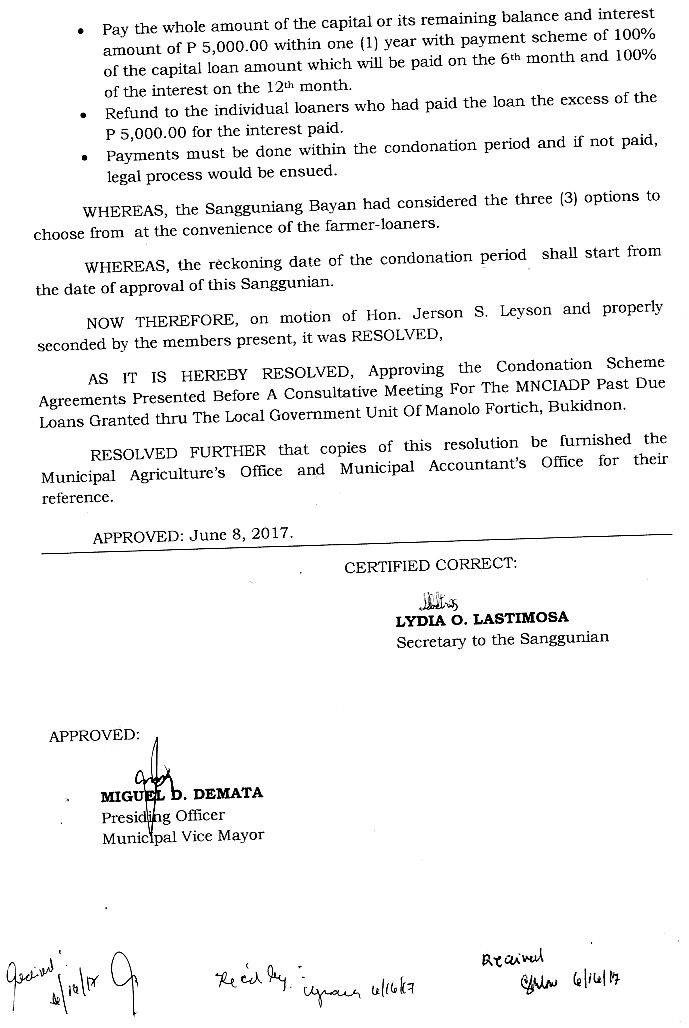 • Pay the whole amount of the capital or its remaining balance and interest
amount of P 5,000.00 within one (1) year with payment scheme of 100%
of the capital loan amount which will be paid on the 6th month and 100%
of the interest on the 12th month.
• Refund to the individual loaners who had paid the loan the excess of the
P 5,000.00 for the interest paid.
• Payments must be done within the condonation period and if not paid,
legal process would be ensued.
WHEREAS, the Sangguniang Bayan had considered the three (3) options to
choose from at the convenience of the farmer-loaners.
WHEREAS, the reckoning date of the condonation period shall start from
the date of approval of this Sanggunian.
NOW THEREFORE, on motion of Hon. Jerson S. Leyson and properly
seconded by the members present, it was RESOLVED,
AS IT IS HEREBY RESOLVED, Approving the Condonation Scheme
Agreements Presented Before A Consultative Meeting For The MNCIADP Past Due
Loans Granted thru The Local Government Unit Of Manolo Fortich, Bukidnon.
RESOLVED FURTHER that copies of this resolution be furnished the
Municipal Agriculture's Office and Municipal Accountant's Office for their
reference.
APPROVED: June 8, 2017.
CERTIFIED CORRECT:
LYDIA O. LASTIMOSA
Secretary to the Sanggunian
APPROVED:
MIGUEL D. DEMATA
Presiding Officer
Municipal Vice Mayor
Received
Received:
Rec'd by: 6/16/17
6/16/17